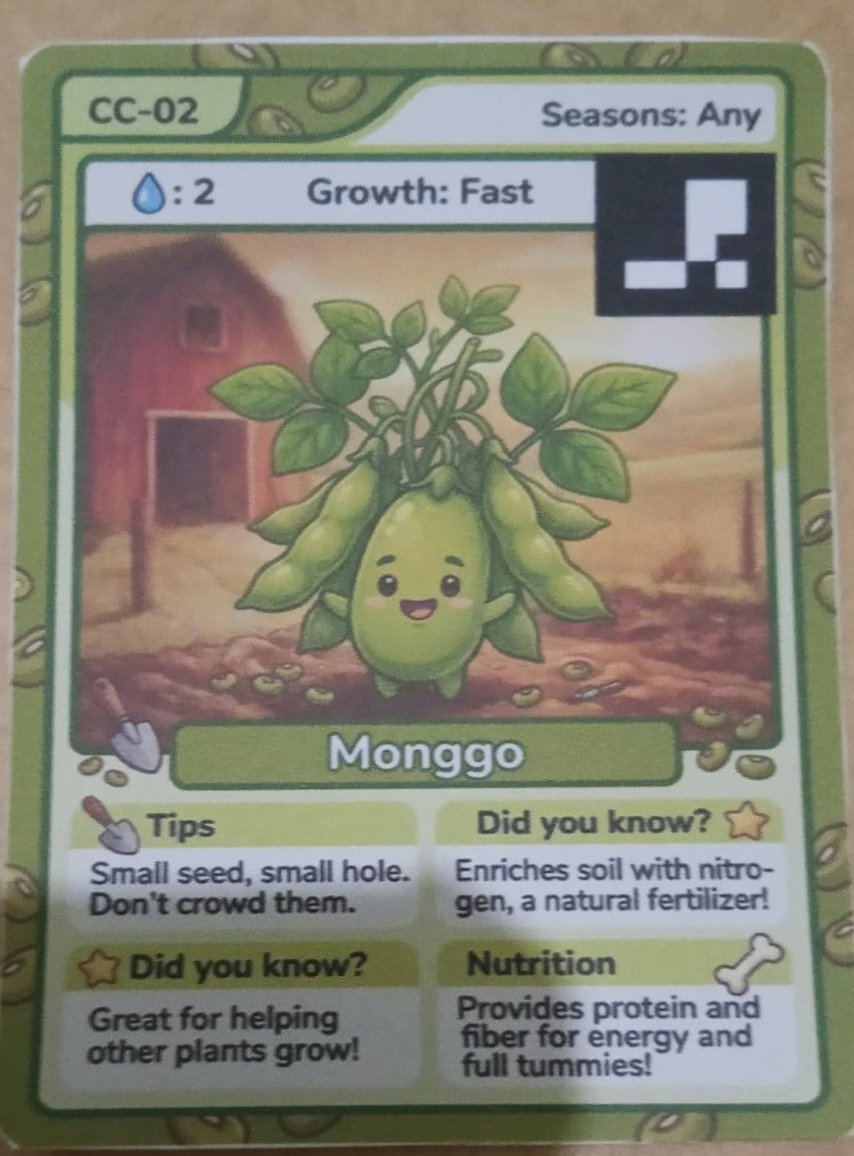 CC-02
Seasons: Any
: 2
Growth: Fast
Monggo
Tips
Small seed, small hole.
Don't crowd them.
Did you know?
Enriches soil with nitro-
gen, a natural fertilizer!
Did you know?
Great for helping
other plants grow!
Nutrition
Provides protein and
fiber for energy and
full tummies!